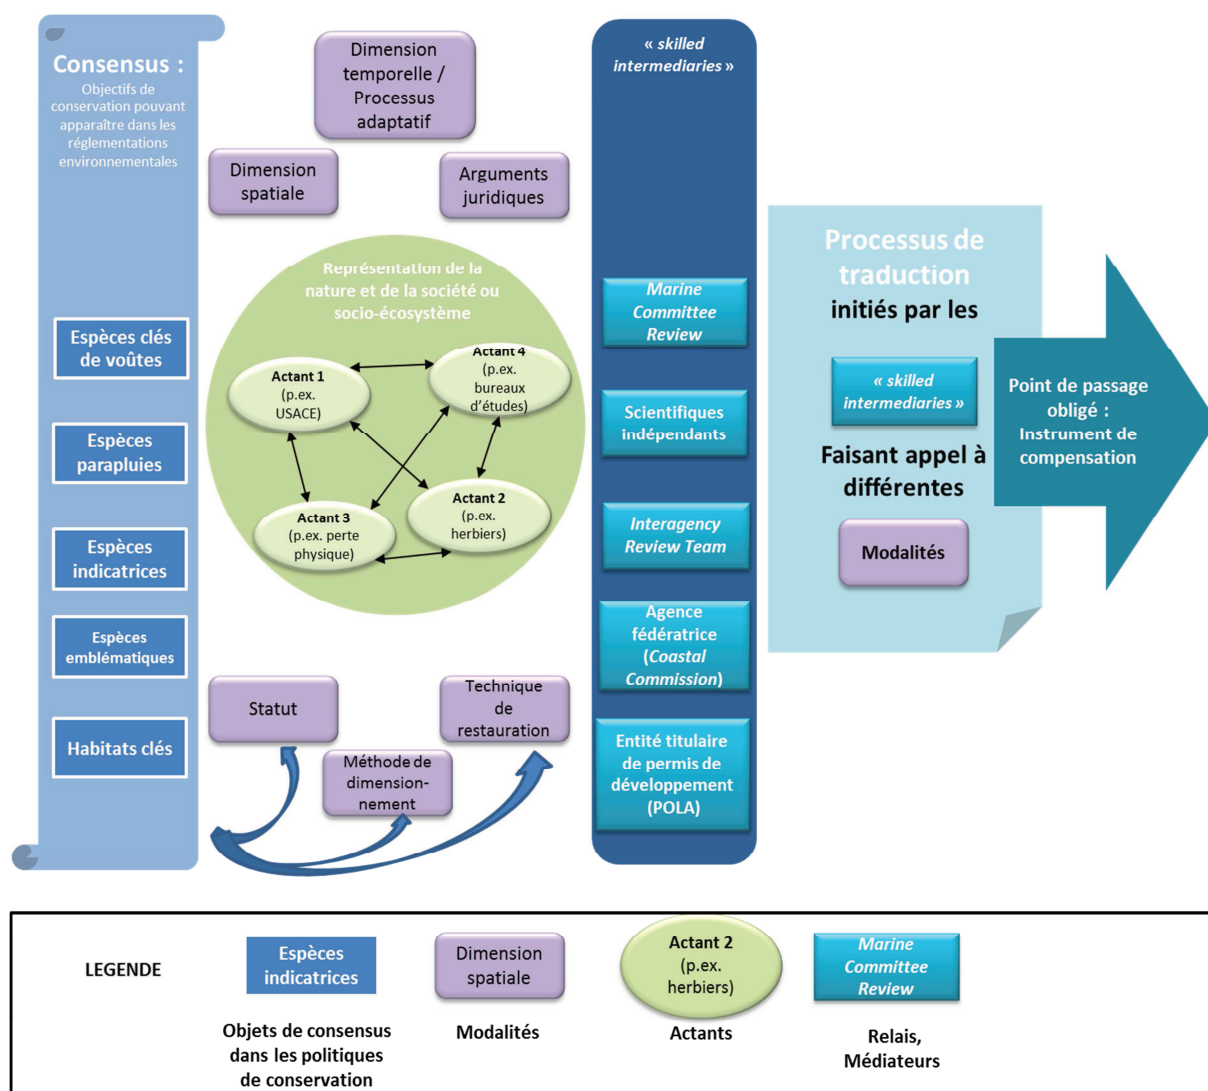 Consensus :
Objectifs de
conservation pouvant
apparaître dans les
réglementations
environnementales
Espèces clés
de voûtes
Espèces
parapluies
Espèces
indicatrices
Espèces
emblématiques
Habitats clés
Dimension
temporelle /
Processus
adaptatif
Dimension
spatiale
Arguments
juridiques
Représentation de la
nature et de la société ou
socio-écosystème
Actant 1
(p.ex.
USACE)
Actant 4
(p.ex.
bureaux
d’études)
Actant 3
(p.ex. perte
physique)
Actant 2
(p.ex.
herbiers)
Statut
Technique
de
restauration
Méthode de
dimension-
nement
« skilled
intermediaries »
Marine
Committee
Review
Scientifiques
indépendants
Interagency
Review Team
Agence
fédératrice
(Coastal
Commission)
Entité titulaire
de permis de
développement
(POLA)
Processus de
traduction
initiés par les
« skilled
intermediaries »
Faisant appel à
différentes
Modalités
Point de passage
obligé :
Instrument de
compensation
LEGENDE
Espèces
indicatrices
Objets de consensus
dans les politiques
de conservation
Dimension
spatiale
Modalités
Actant 2
(p.ex.
herbiers)
Actants
Marine
Committee
Review
Relais,
Médiateurs